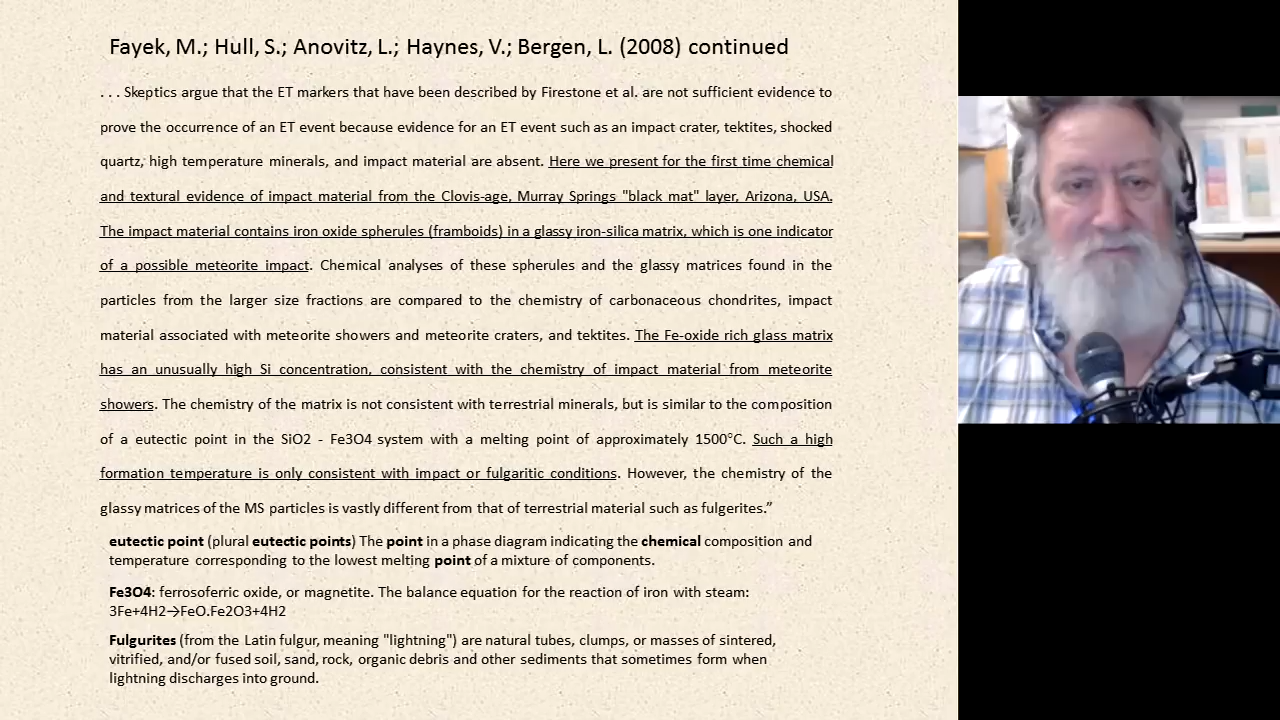 Fayek, M.; Hull, S.; Anovitz, L.; Haynes, V.; Bergen, L. (2008) continued
. . . Skeptics argue that the ET markers that have been described by Firestone et al. are not sufficient evidence to
prove the occurrence of an ET event because evidence for an ET event such as an impact crater, tektites, shocked
quartz, high temperature minerals, and impact material are absent. Here we present for the first time chemical
and textural evidence of impact material from the Clovis-age, Murray Springs "black mat" layer, Arizona, USA.
The impact material contains iron oxide spherules (framboids) in a glassy iron-silica matrix, which is one indicator
of a possible meteorite impact. Chemical analyses of these spherules and the glassy matrices found in the
particles from the larger size fractions are compared to the chemistry of carbonaceous chondrites, impact
material associated with meteorite showers and meteorite craters, and tektites. The Fe-oxide rich glass matrix
has an unusually high Si concentration, consistent with the chemistry of impact material from meteorite
showers. The chemistry of the matrix is not consistent with terrestrial minerals, but is similar to the composition
of a eutectic point in the SiO2 - Fe3O4 system with a melting point of approximately 1500°C. Such a high
formation temperature is only consistent with impact or fulgaritic conditions. However, the chemistry of the
glassy matrices of the MS particles is vastly different from that of terrestrial material such as fulgerites.”
eutectic point (plural eutectic points) The point in a phase diagram indicating the chemical composition and
temperature corresponding to the lowest melting point of a mixture of components.
Fe3O4: ferrosoferric oxide, or magnetite. The balance equation for the reaction of iron with steam:
3Fe+4H2→FeO.Fe2O3+4H2
Fulgurites (from the Latin fulgur, meaning "lightning") are natural tubes, clumps, or masses of sintered,
vitrified, and/or fused soil, sand, rock, organic debris and other sediments that sometimes form when
lightning discharges into ground.